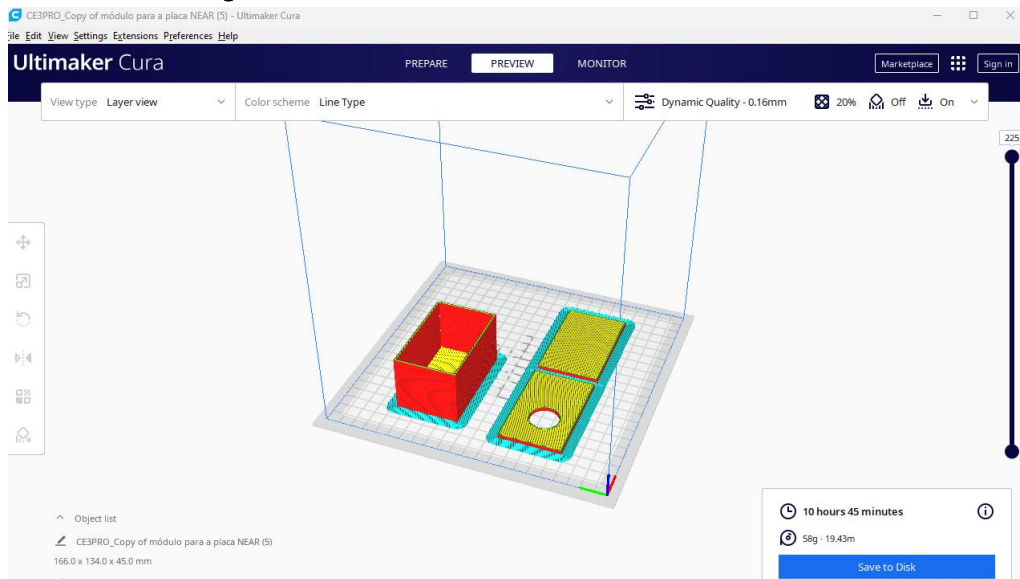 CE3PRO_Copy of módulo para a placa NEAR (5) - Ultimaker Cura
File Edit View Settings Extensions Preferences Help
Ultimaker Cura
PREPARE PREVIEW MONITOR
Marketplace Sign in
View type Layer view Color scheme Line Type Dynamic Quality - 0.16mm 20% Off On
225
Object list
CE3PRO_Copy of módulo para a placa NEAR (5)
166.0 x 134.0 x 45.0 mm
10 hours 45 minutes
58g · 19.43m
Save to Disk